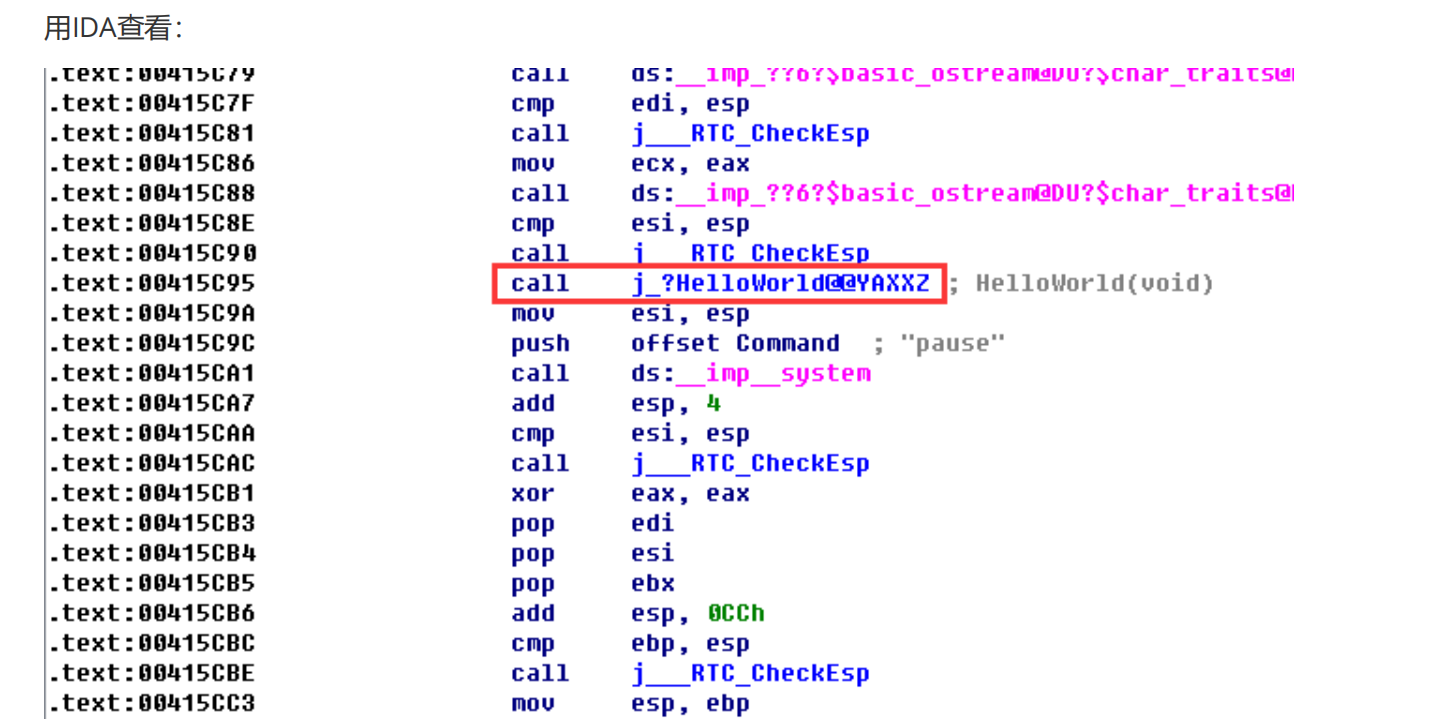 用IDA查看：
.text:00415C79 call ds:__imp_??6?$basic_ostream@DU?$char_traits@
.text:00415C7F cmp edi, esp
.text:00415C81 call j___RTC_CheckEsp
.text:00415C86 mov ecx, eax
.text:00415C88 call ds:__imp_??6?$basic_ostream@DU?$char_traits@
.text:00415C8E cmp esi, esp
.text:00415C90 call j___RTC_CheckEsp
.text:00415C95 call j_?HelloWorld@@YAXXZ ; HelloWorld(void)
.text:00415C9A mov esi, esp
.text:00415C9C push offset Command ; "pause"
.text:00415CA1 call ds:__imp__system
.text:00415CA7 add esp, 4
.text:00415CAA cmp esi, esp
.text:00415CAC call j___RTC_CheckEsp
.text:00415CB1 xor eax, eax
.text:00415CB3 pop edi
.text:00415CB4 pop esi
.text:00415CB5 pop ebx
.text:00415CB6 add esp, 0CCh
.text:00415CBC cmp ebp, esp
.text:00415CBE call j___RTC_CheckEsp
.text:00415CC3 mov esp, ebp